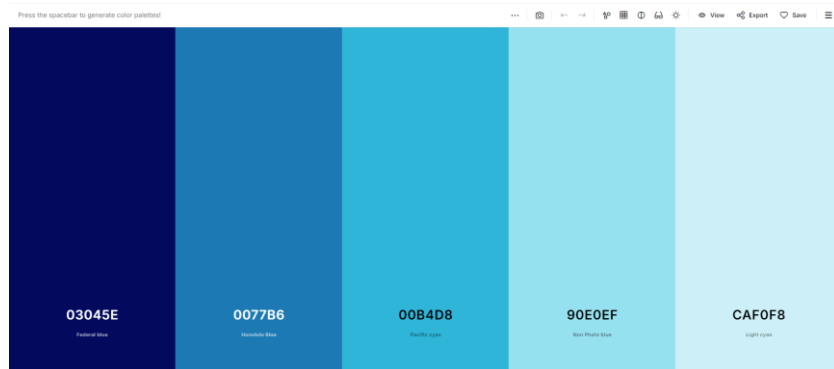 Press the spacebar to generate color palettes!
View
Export
Save
03045E
0077B6
00B4D8
90E0EF
CAF0F8
Federal blue
Honolulu Blue
Pacific cyan
Non Photo blue
Light cyan